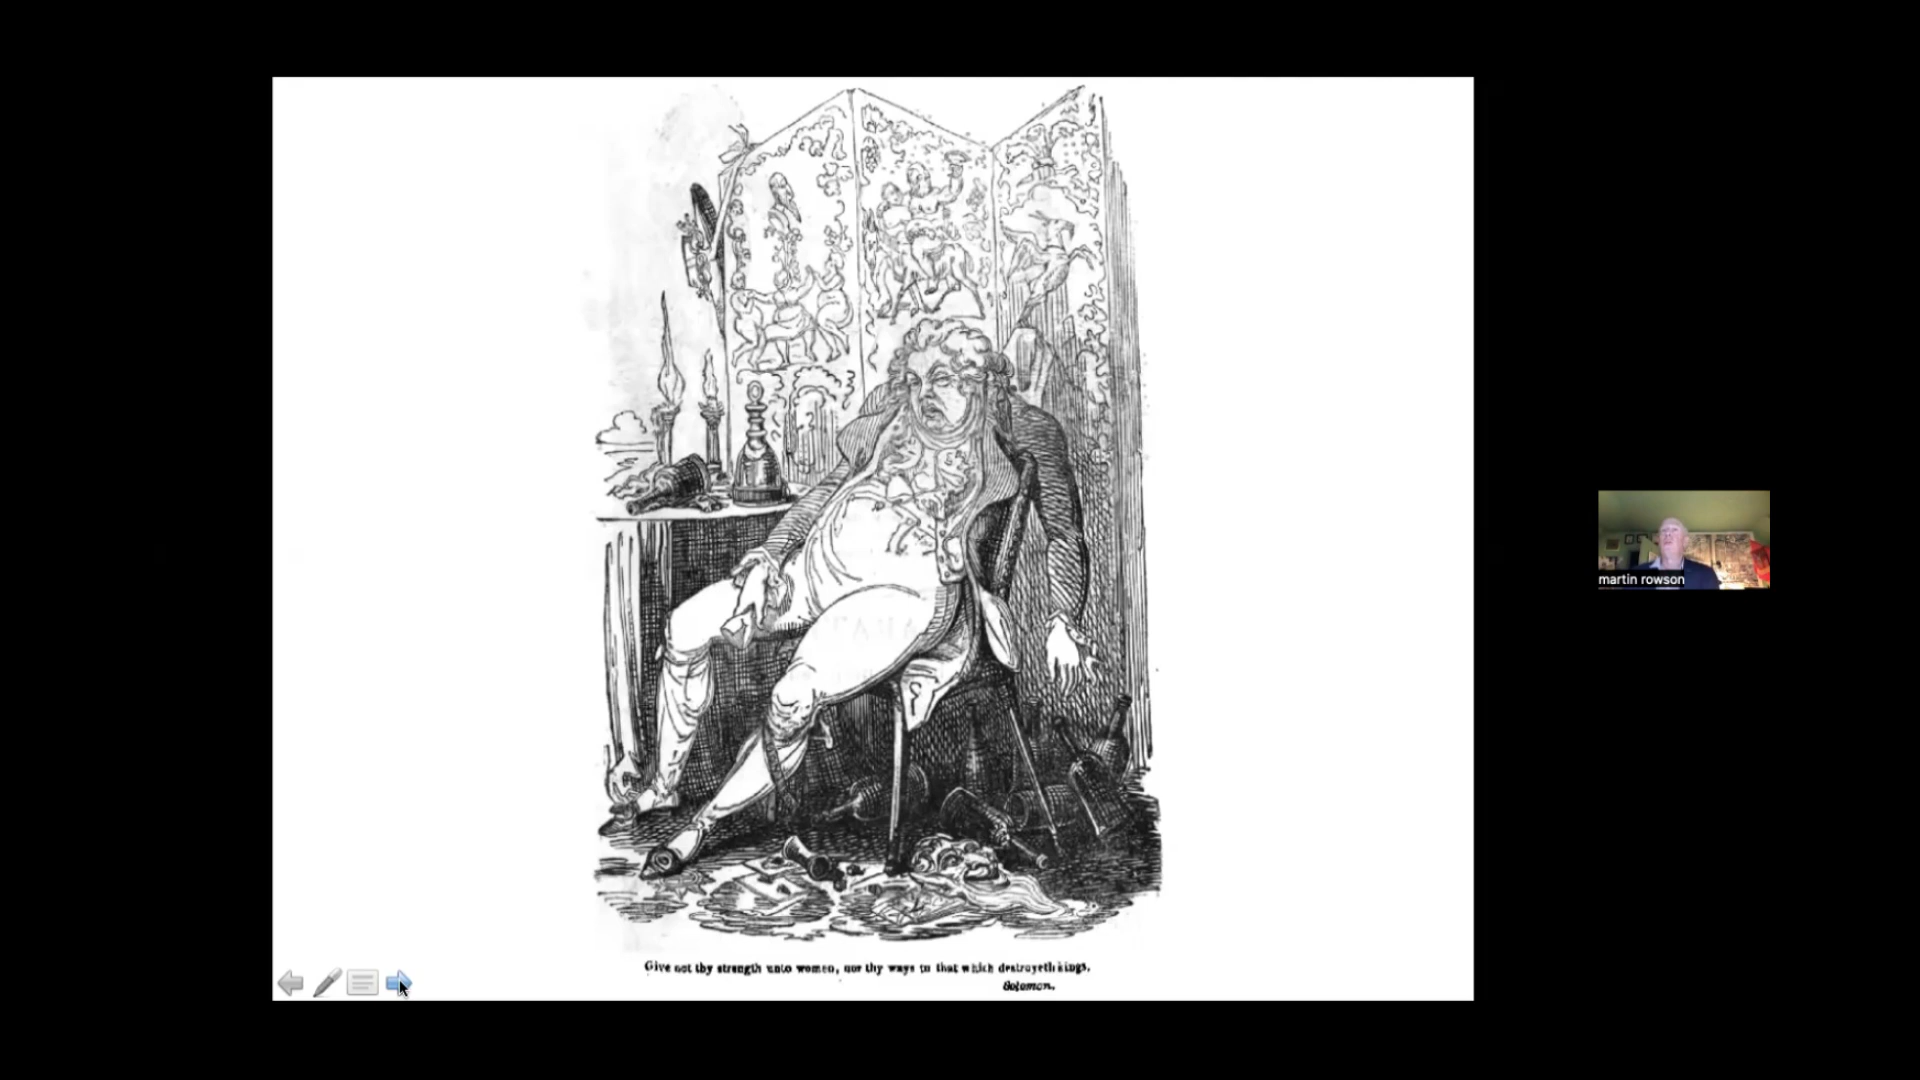 Give not thy strength unto women, nor thy ways to that which destroyeth kings.
Solomon.
martin rowson